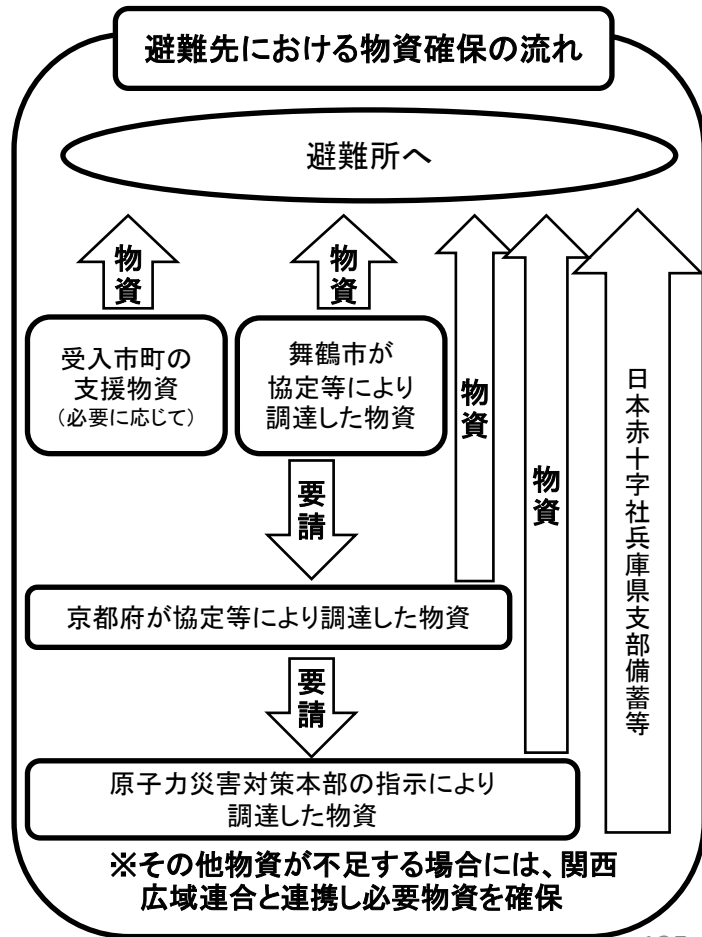 避難先における物資確保の流れ
避難所へ
物資
物資
受入市町の
支援物資
(必要に応じて)
舞鶴市が
協定等により
調達した物資
物資
物資
日本赤十字社兵庫県支部備蓄等
要請
京都府が協定等により調達した物資
要請
原子力災害対策本部の指示により
調達した物資
※その他物資が不足する場合には、関西
広域連合と連携し必要物資を確保